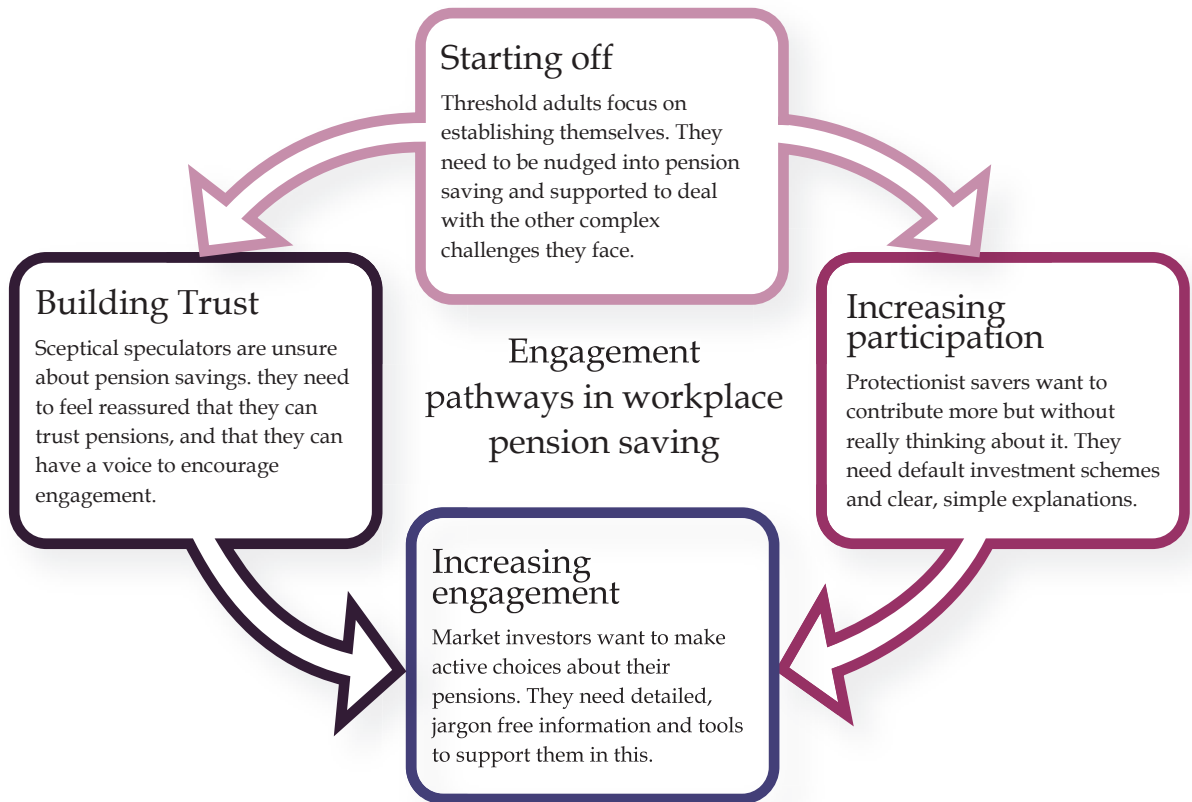 Starting off
Threshold adults focus on
establishing themselves. They
need to be nudged into pension
saving and supported to deal
with the other complex
challenges they face.
Building Trust
Sceptical speculators are unsure
about pension savings. they need
to feel reassured that they can
trust pensions, and that they can
have a voice to encourage
engagement.
Engagement
pathways in workplace
pension saving
Increasing
participation
Protectionist savers want to
contribute more but without
really thinking about it. They
need default investment schemes
and clear, simple explanations.
Increasing
engagement
Market investors want to make
active choices about their
pensions. They need detailed,
jargon free information and tools
to support them in this.